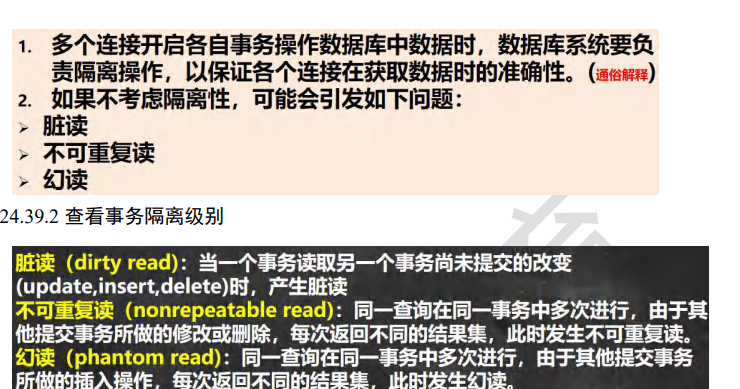 1. 多个连接开启各自事务操作数据库中数据时，数据库系统要负
责隔离操作，以保证各个连接在获取数据时的准确性。(通俗解释)
2. 如果不考虑隔离性，可能会引发如下问题：
➢ 脏读
➢ 不可重复读
➢ 幻读
24.39.2 查看事务隔离级别
脏读（dirty read)：当一个事务读取另一个事务尚未提交的改变
(update,insert,delete)时，产生脏读
不可重复读（nonrepeatable read)：同一查询在同一事务中多次进行，由于其
他提交事务所做的修改或删除，每次返回不同的结果集，此时发生不可重复读。
幻读（phantom read)：同一查询在同一事务中多次进行，由于其他提交事务
所做的插入操作，每次返回不同的结果集，此时发生幻读。